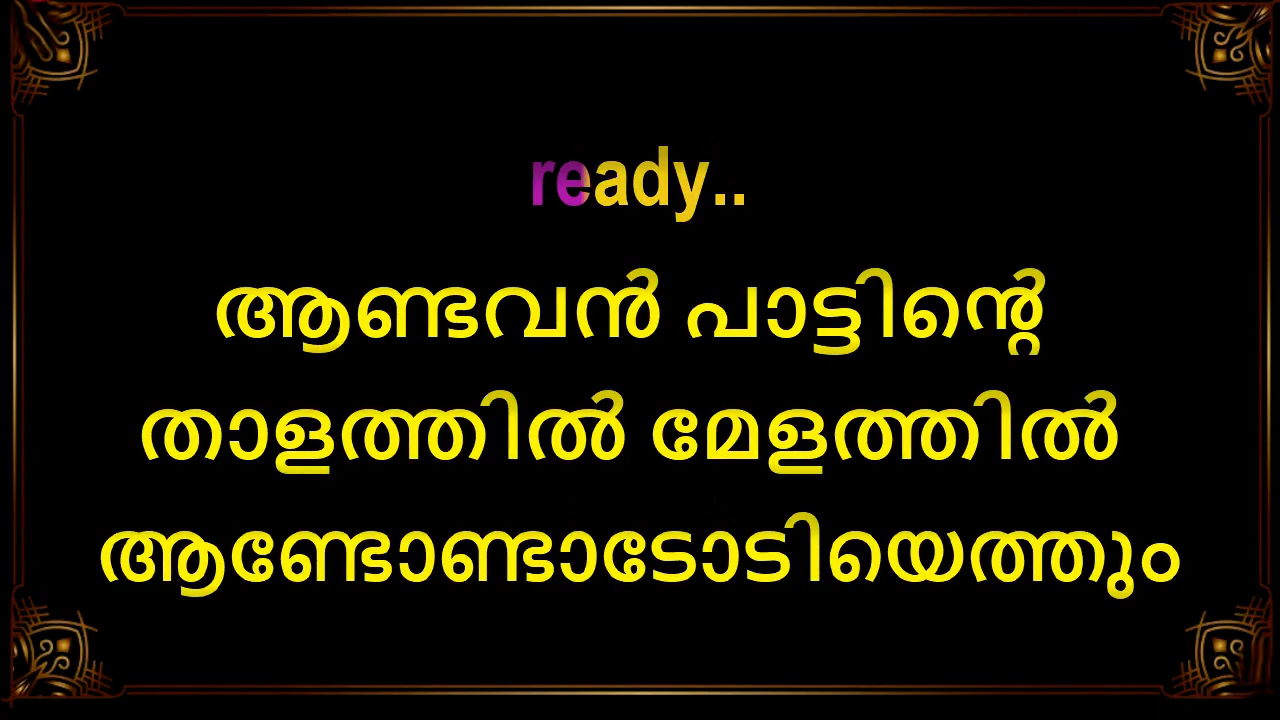 ready..
ആണ്ടവൻ പാട്ടിന്റെ
താളത്തിൽ മേളത്തിൽ
ആണ്ടോണ്ടാടോടിയെത്തും